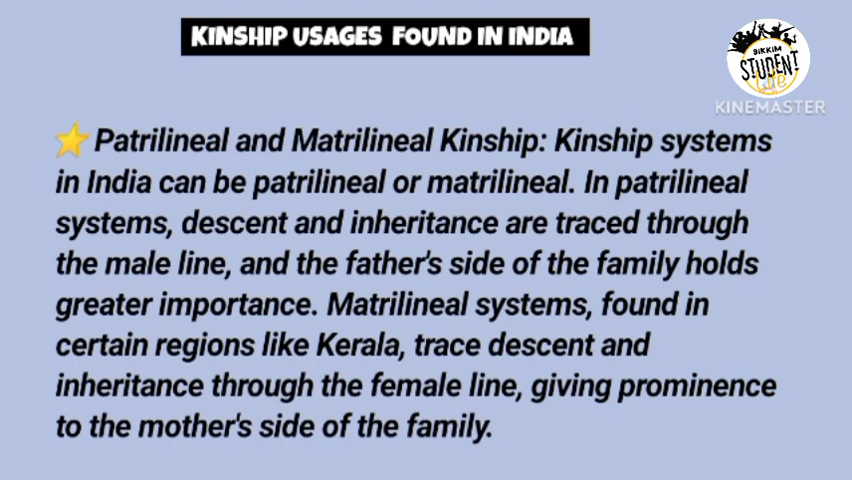 KINSHIP USAGES FOUND IN INDIA
SIKKIM
STUDENT
Life
KINEMASTER
Patrilineal and Matrilineal Kinship: Kinship systems
in India can be patrilineal or matrilineal. In patrilineal
systems, descent and inheritance are traced through
the male line, and the father's side of the family holds
greater importance. Matrilineal systems, found in
certain regions like Kerala, trace descent and
inheritance through the female line, giving prominence
to the mother's side of the family.